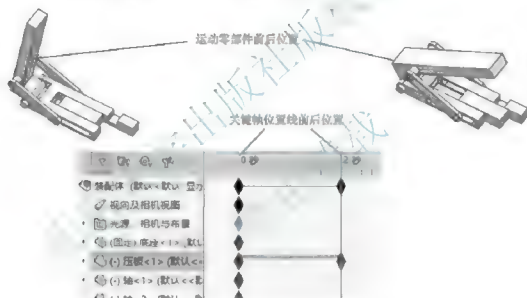 运动零部件前后位置
关键帧位置线前后位置
0 秒
2 秒
装配体 (默认<默认_显示
视向及相机视图
光源、相机与布景
(固定) 底座<1> (默认
(-) 压板<1> (默认<<
(-) 轴<1> (默认<<默